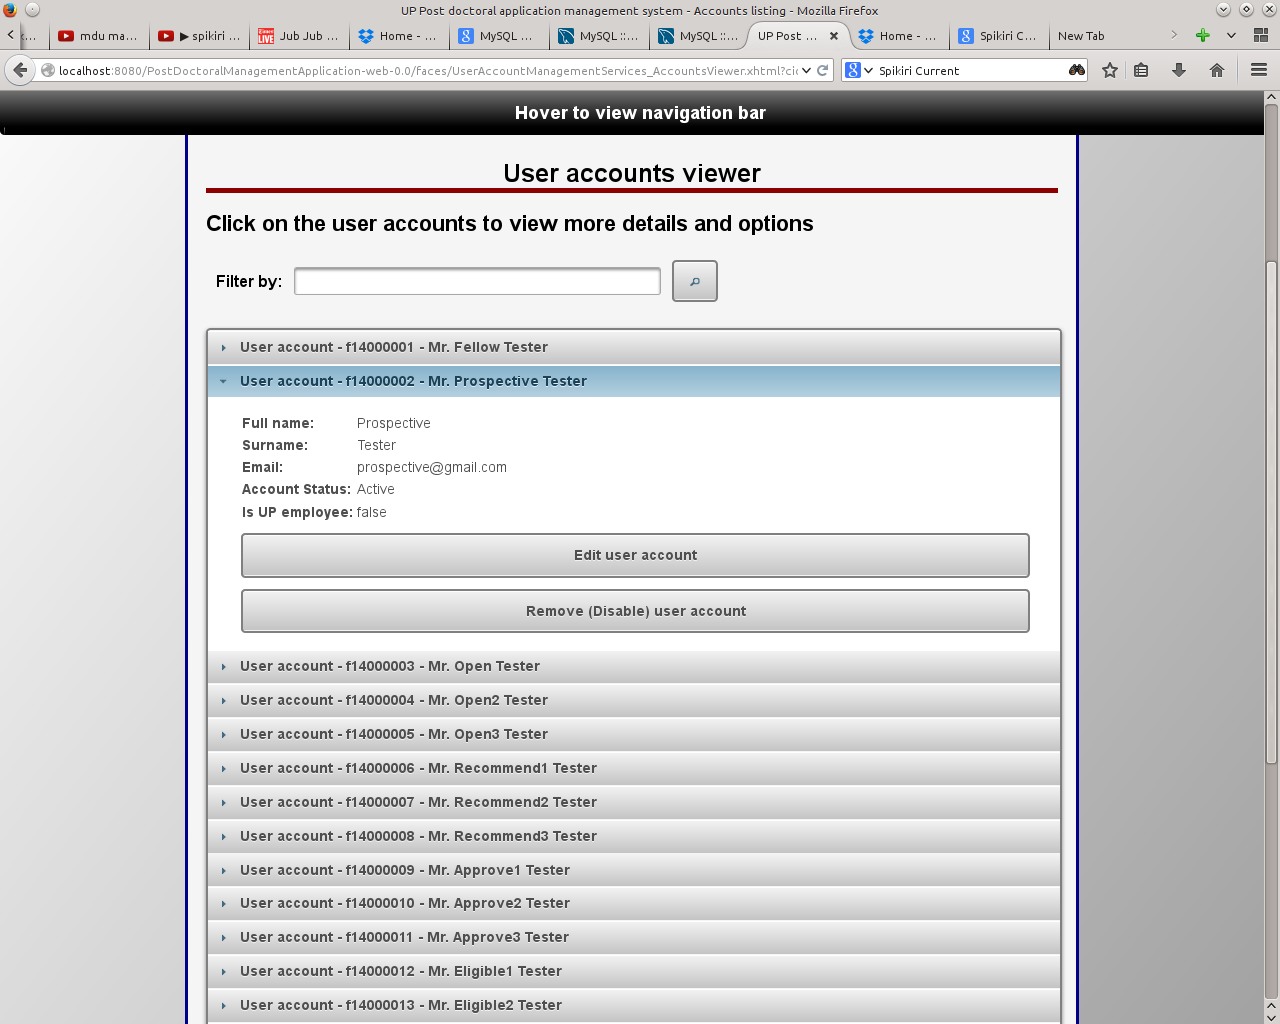 UP Post doctoral application management system - Accounts listing - Mozilla Firefox
mdu ma... ▶ spikiri ... Jub Jub ... Home - ... MySQL ... MySQL ::... MySQL ::... UP Post ... Home - ... Spikiri C... New Tab
localhost:8080/PostDoctoralManagementApplication-web-0.0/faces/UserAccountManagementServices_AccountsViewer.xhtml?ci Spikiri Current
Hover to view navigation bar
User accounts viewer
Click on the user accounts to view more details and options
Filter by:
User account - f14000001 - Mr. Fellow Tester
User account - f14000002 - Mr. Prospective Tester
Full name: Prospective
Surname: Tester
Email: prospective@gmail.com
Account Status: Active
Is UP employee: false
Edit user account
Remove (Disable) user account
User account - f14000003 - Mr. Open Tester
User account - f14000004 - Mr. Open2 Tester
User account - f14000005 - Mr. Open3 Tester
User account - f14000006 - Mr. Recommend1 Tester
User account - f14000007 - Mr. Recommend2 Tester
User account - f14000008 - Mr. Recommend3 Tester
User account - f14000009 - Mr. Approve1 Tester
User account - f14000010 - Mr. Approve2 Tester
User account - f14000011 - Mr. Approve3 Tester
User account - f14000012 - Mr. Eligible1 Tester
User account - f14000013 - Mr. Eligible2 Tester